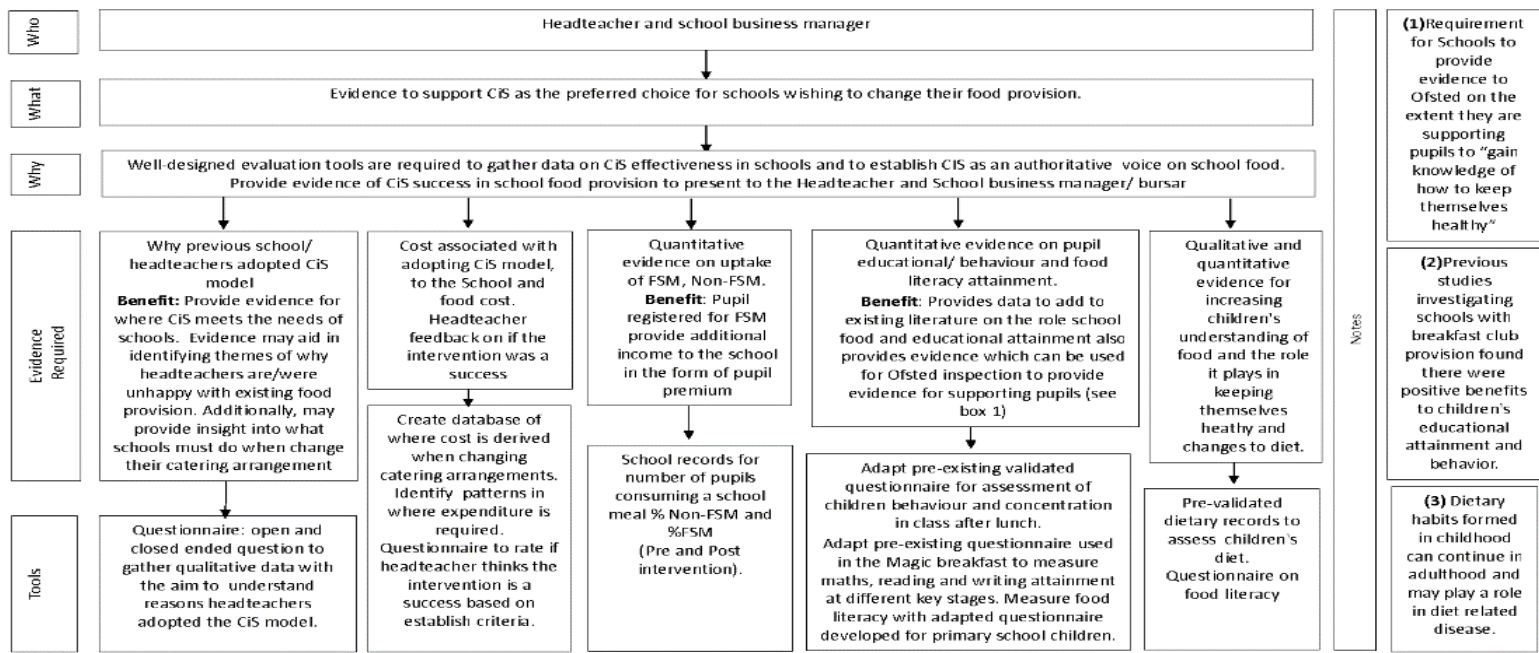 Who
Headteacher and school business manager
What
Evidence to support CiS as the preferred choice for schools wishing to change their food provision.
Why
Well-designed evaluation tools are required to gather data on CiS effectiveness in schools and to establish CIS as an authoritative voice on school food.
Provide evidence of CiS success in school food provision to present to the Headteacher and School business manager/ bursar
Evidence
Required
Why previous school/
headteachers adopted CiS
model
Benefit: Provide evidence for
where CiS meets the needs of
schools.  Evidence may aid in
identifying themes of why
headteachers are/were
unhappy with existing food
provision. Additionally, may
provide insight into what
schools must do when change
their catering arrangement
Cost associated with
adopting CiS model,
to the School and
food cost.
Headteacher
feedback on if the
intervention was a
success
Quantitative
evidence on uptake
of FSM, Non-FSM.
Benefit: Pupil
registered for FSM
provide additional
income to the school
in the form of pupil
premium
Quantitative evidence on pupil
educational/ behaviour and food
literacy attainment.
Benefit: Provides data to add to
existing literature on the role school
food and educational attainment also
provides evidence which can be used
for Ofsted inspection to provide
evidence for supporting pupils (see
box 1)
Qualitative and
quantitative
evidence for
increasing
children's
understanding of
food and the role
it plays in
keeping
themselves
heathy and
changes to diet.
Tools
Questionnaire: open and
closed ended question to
gather qualitative data with
the aim to  understand
reasons headteachers
adopted the CiS model.
Create database of
where cost is derived
when changing
catering arrangements.
Identify  patterns in
where expenditure is
required.
Questionnaire to rate if
headteacher thinks the
intervention is a
success based on
establish criteria.
School records for
number of pupils
consuming a school
meal % Non-FSM and
%FSM
(Pre and Post
intervention).
Adapt pre-existing validated
questionnaire for assessment of
children behaviour and concentration
in class after lunch.
Adapt pre-existing questionnaire used
in the Magic breakfast to measure
maths, reading and writing attainment
at different key stages. Measure food
literacy with adapted questionnaire
developed for primary school children.
Pre-validated
dietary records to
assess children's
diet.
Questionnaire on
food literacy
Notes
(1)Requirement
for Schools to
provide
evidence to
Ofsted on the
extent they are
supporting
pupils to "gain
knowledge of
how to keep
themselves
healthy"
(2)Previous
studies
investigating
schools with
breakfast club
provision found
there were
positive benefits
to children's
educational
attainment and
behavior.
(3) Dietary
habits formed
in childhood
can continue in
adulthood and
may play a role
in diet related
disease.